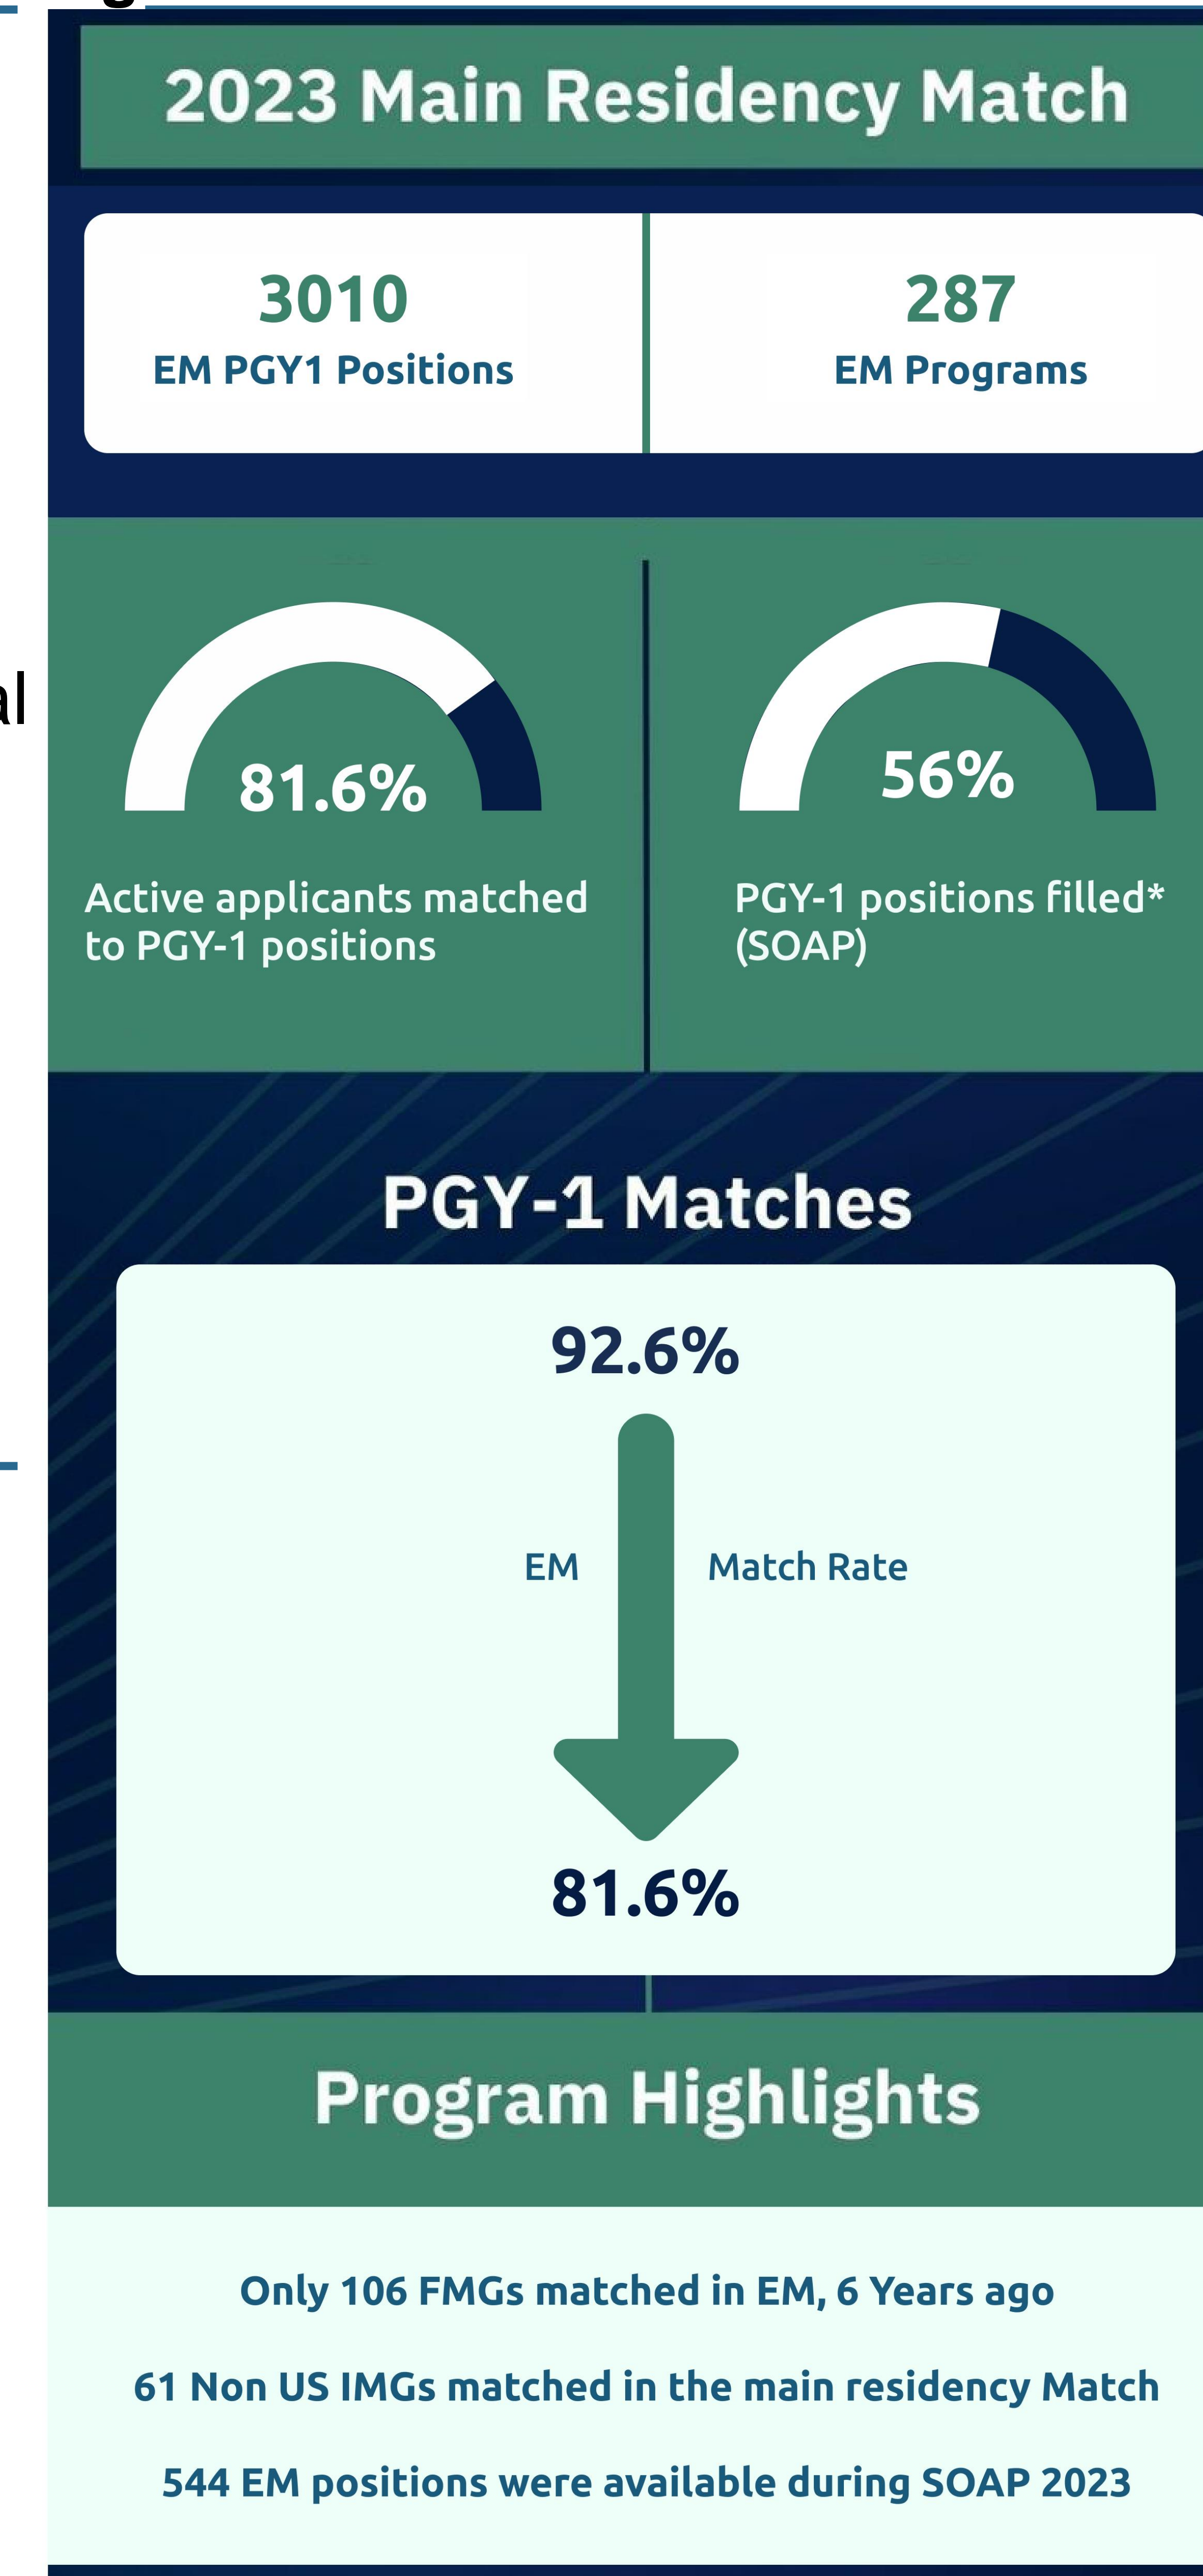 2023 Main Residency Match
3010
EM PGY1 Positions
287
EM Programs
81.6%
Active applicants matched
to PGY-1 positions
56%
PGY-1 positions filled*
(SOAP)
al
PGY-1 Matches
92.6%
EM Match Rate
81.6%
Program Highlights
Only 106 FMGs matched in EM, 6 Years ago
61 Non US IMGs matched in the main residency Match
544 EM positions were available during SOAP 2023